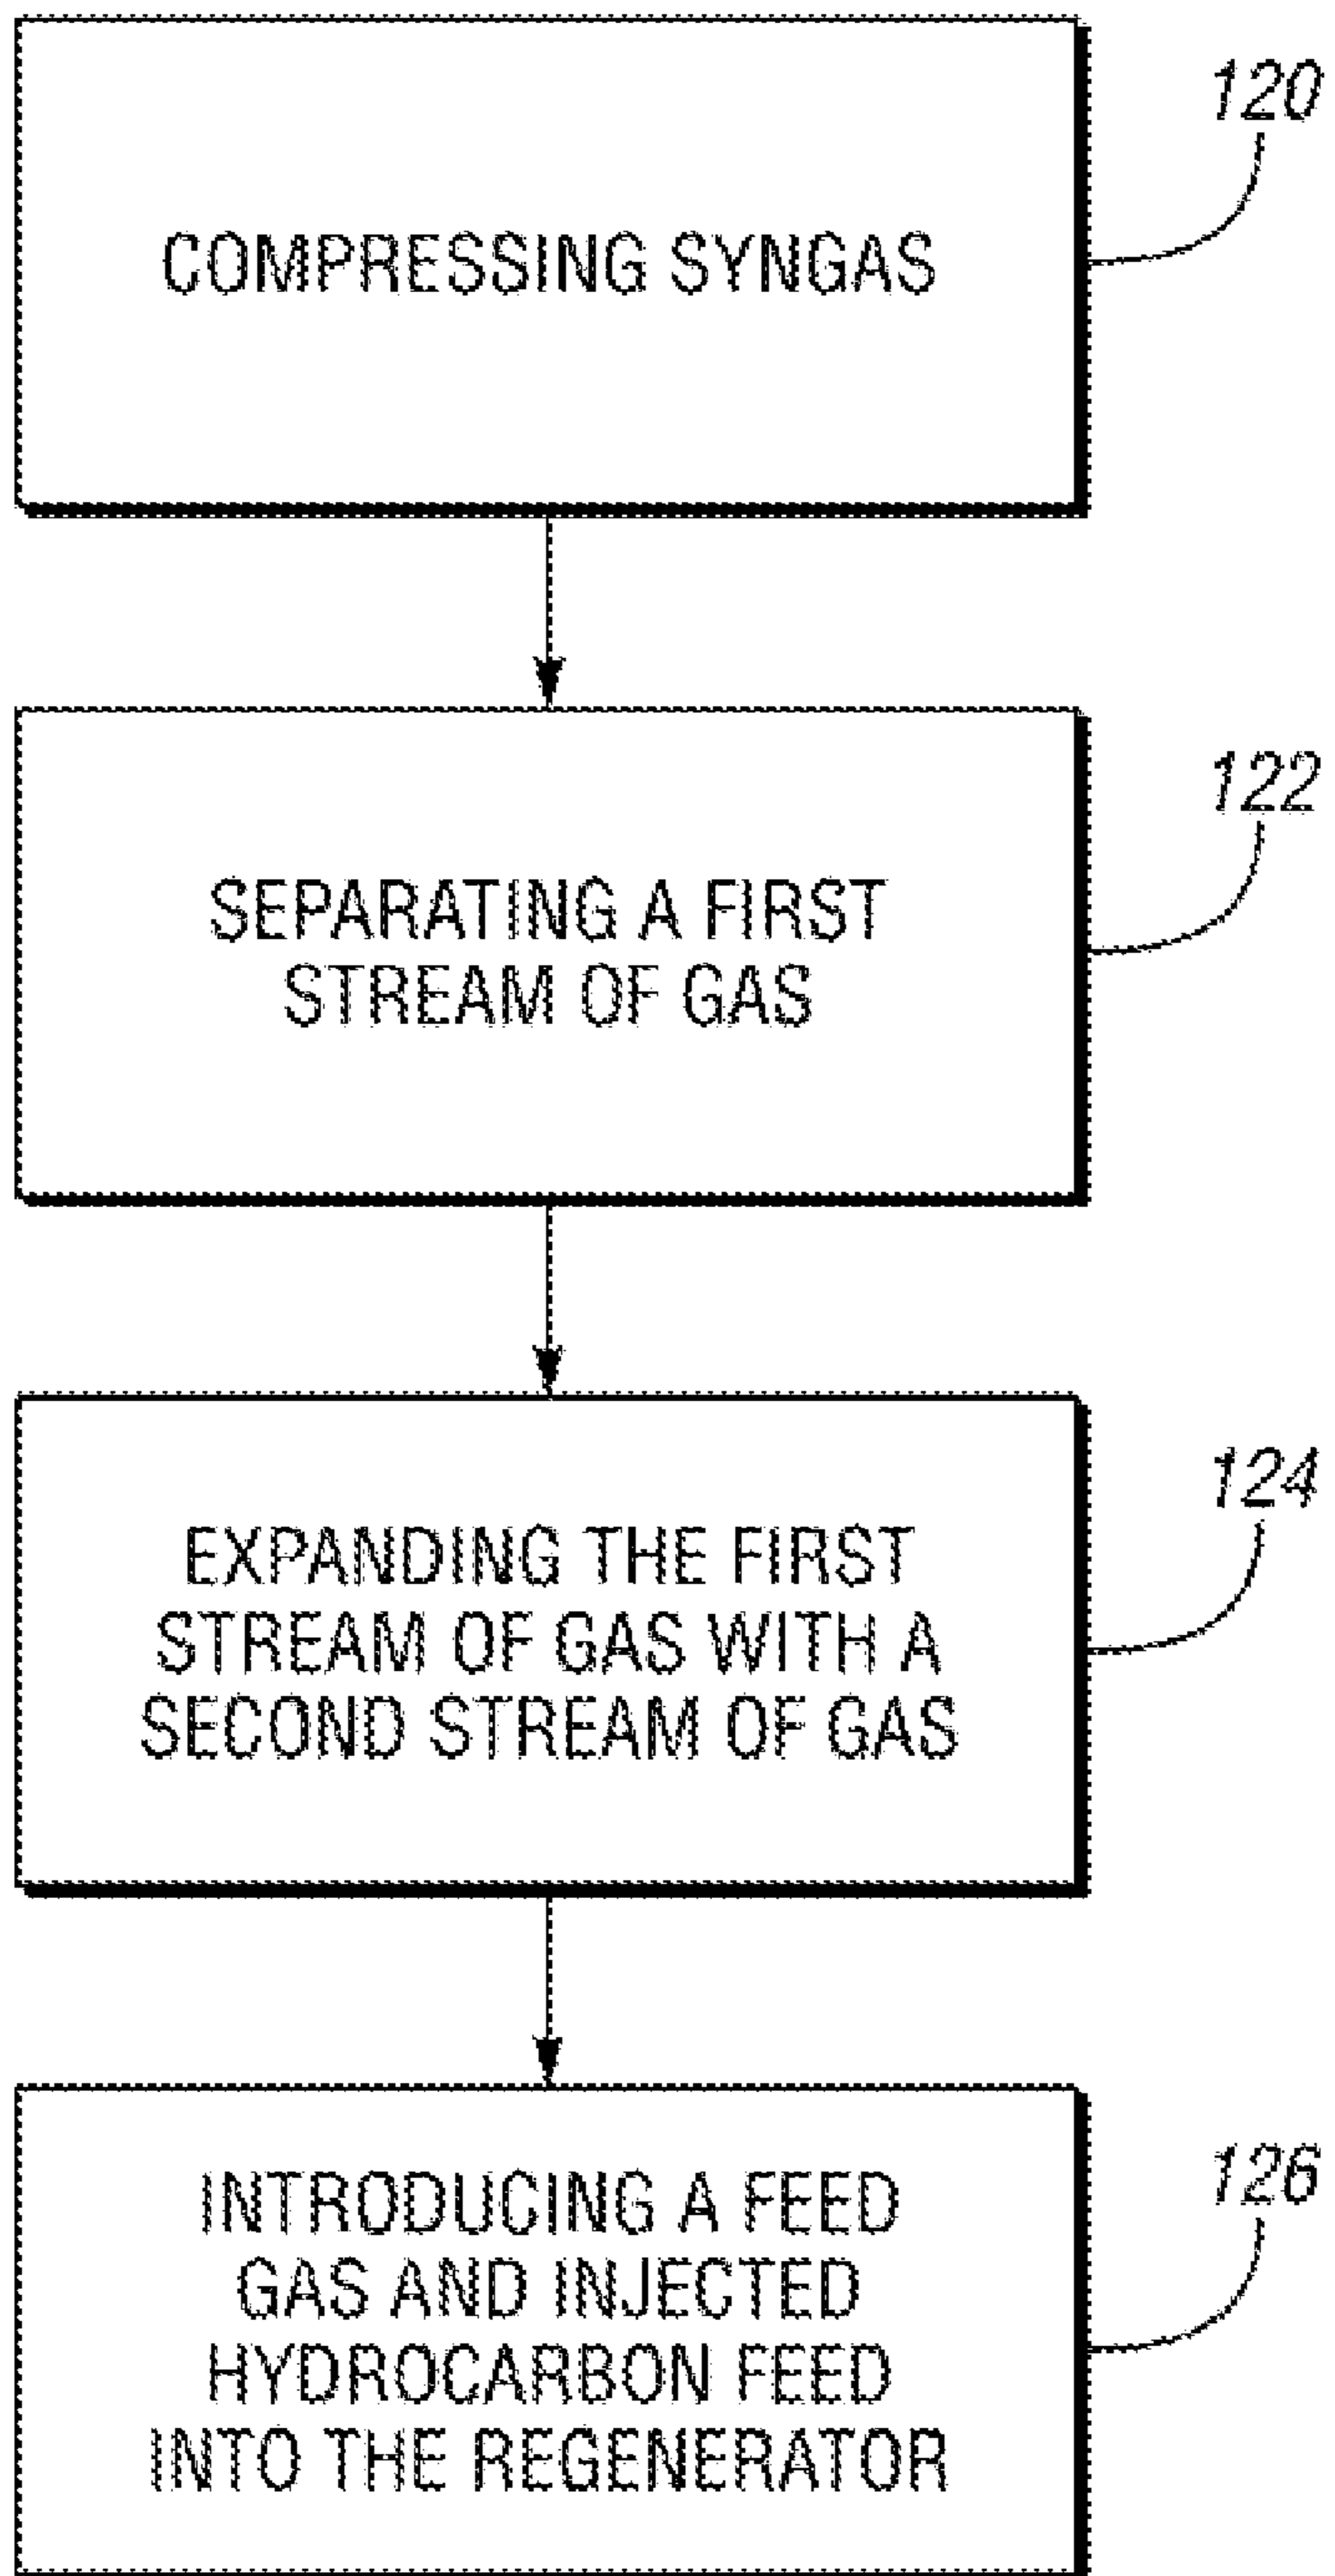 120
COMPRESSING SYNGAS
122
SEPARATING A FIRST
STREAM OF GAS
124
EXPANDING THE FIRST
STREAM OF GAS WITH A
SECOND STREAM OF GAS
126
INTRODUCING A FEED
GAS AND INJECTED
HYDROCARBON FEED
INTO THE REGENERATOR